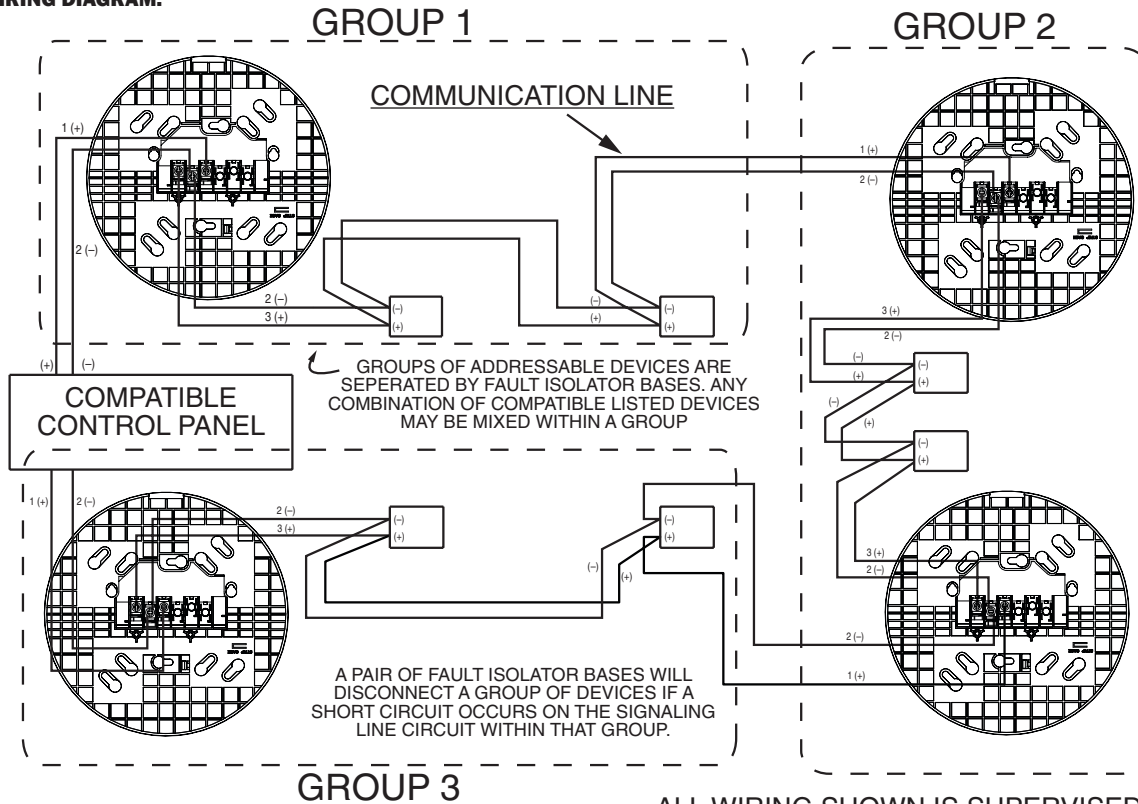 WIRING DIAGRAM:
GROUP 1
GROUP 2
COMMUNICATION LINE
1 (+)
2 (–)
2 (–)
3 (+)
(–)
(+)
(–)
(+)
(–)
(+)
1 (+)
2 (–)
3 (+)
2 (–)
(–)
(+)
(–)
(+)
(–)
(+)
(–)
(+)
3 (+)
2 (–)
(+)
(–)
COMPATIBLE
CONTROL PANEL
GROUPS OF ADDRESSABLE DEVICES ARE
SEPERATED BY FAULT ISOLATOR BASES. ANY
COMBINATION OF COMPATIBLE LISTED DEVICES
MAY BE MIXED WITHIN A GROUP
1 (+)
2 (–)
2 (–)
3 (+)
(–)
(+)
(–)
(+)
(–)
(+)
2 (–)
1 (+)
A PAIR OF FAULT ISOLATOR BASES WILL
DISCONNECT A GROUP OF DEVICES IF A
SHORT CIRCUIT OCCURS ON THE SIGNALING
LINE CIRCUIT WITHIN THAT GROUP.
GROUP 3
ALL WIRING SHOWN IS SUPERVISED